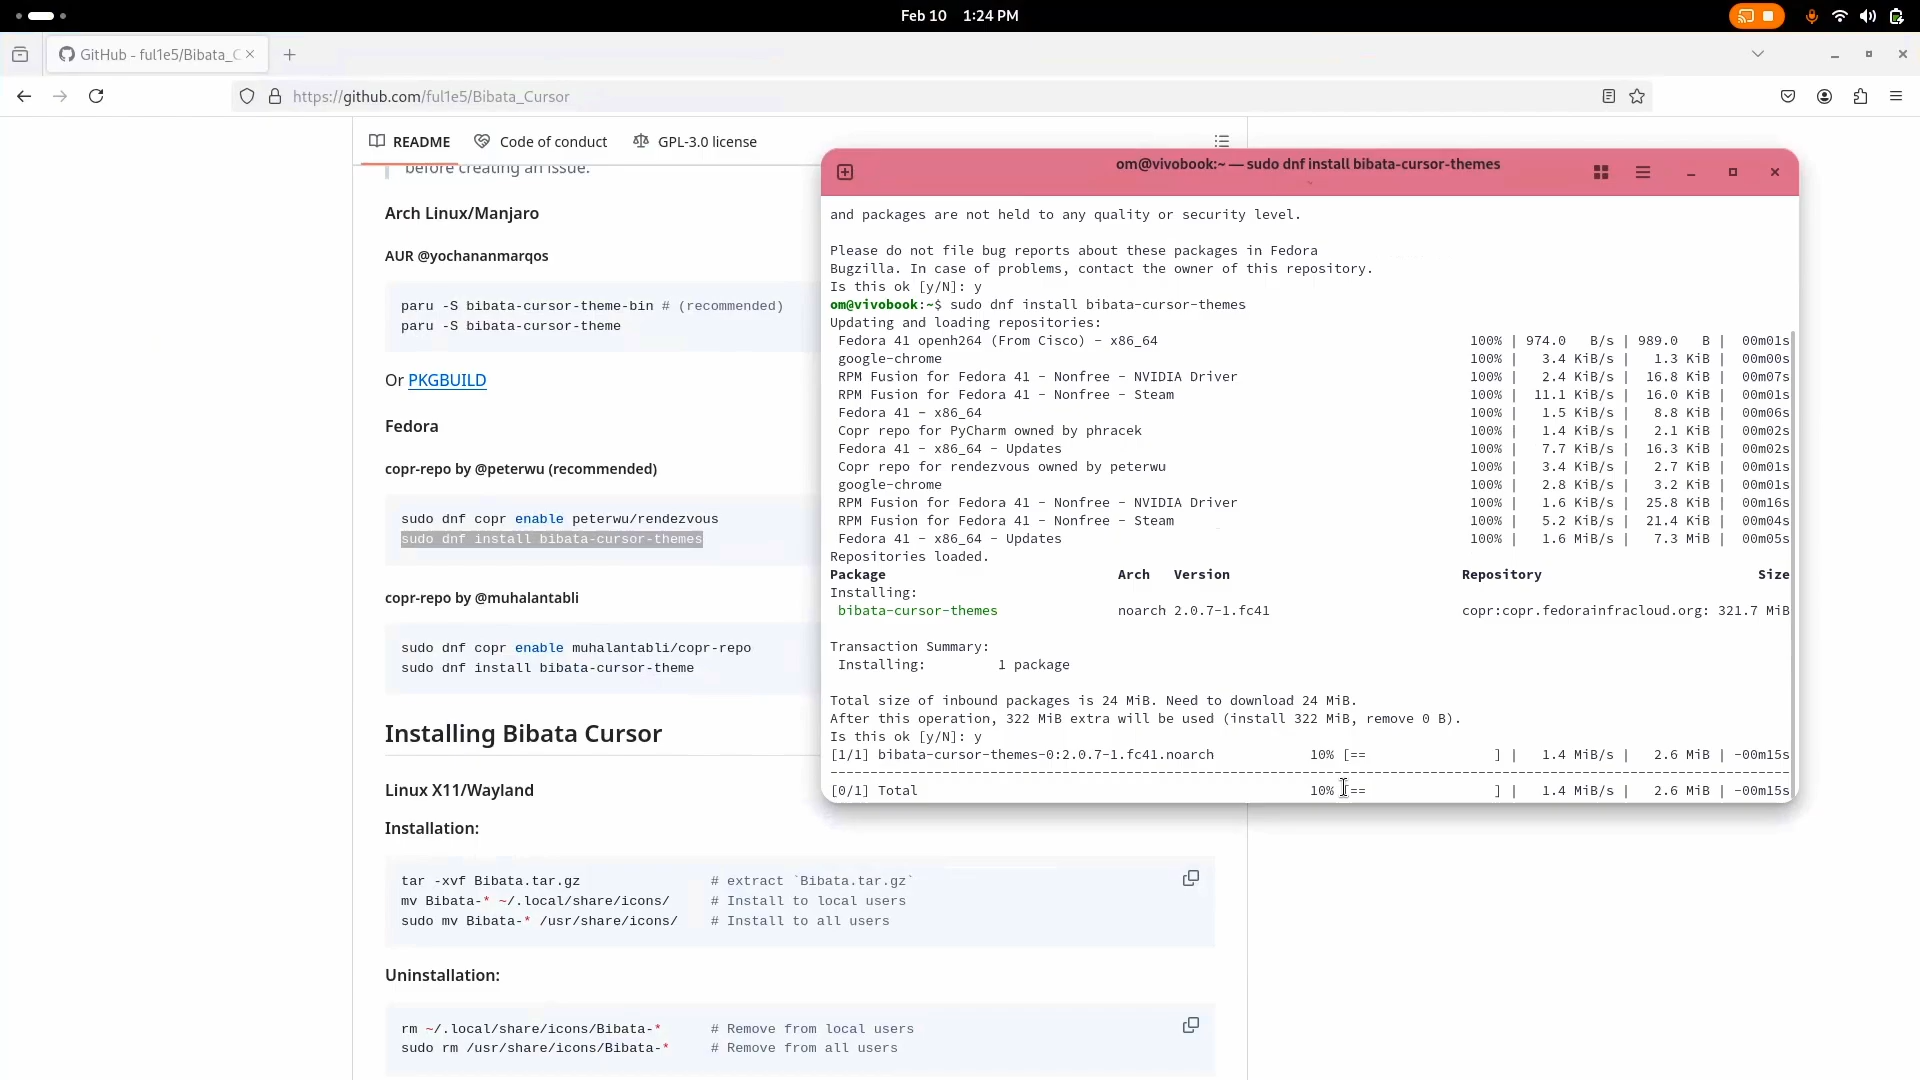 Feb 10 1:24 PM
GitHub - ful1e5/Bibata_C
https://github.com/ful1e5/Bibata_Cursor
README
Code of conduct
GPL-3.0 license
before creating an issue.
Arch Linux/Manjaro
AUR @yochananmarqos
paru -S bibata-cursor-theme-bin # (recommended)
paru -S bibata-cursor-theme
Or PKGBUILD
Fedora
copr-repo by @peterwu (recommended)
sudo dnf copr enable peterwu/rendezvous
sudo dnf install bibata-cursor-themes
copr-repo by @muhalantabli
sudo dnf copr enable muhalantabli/copr-repo
sudo dnf install bibata-cursor-theme
Installing Bibata Cursor
Linux X11/Wayland
Installation:
tar -xvf Bibata.tar.gz # extract `Bibata.tar.gz`
mv Bibata-* ~/.local/share/icons/ # Install to local users
sudo mv Bibata-* /usr/share/icons/ # Install to all users
Uninstallation:
rm ~/.local/share/icons/Bibata-* # Remove from local users
sudo rm /usr/share/icons/Bibata-* # Remove from all users
om@vivobook:~ — sudo dnf install bibata-cursor-themes
and packages are not held to any quality or security level.
Please do not file bug reports about these packages in Fedora
Bugzilla. In case of problems, contact the owner of this repository.
Is this ok [y/N]: y
om@vivobook:~$ sudo dnf install bibata-cursor-themes
Updating and loading repositories:
Fedora 41 openh264 (From Cisco) - x86_64 100% | 974.0 B/s | 989.0 B | 00m01s
google-chrome 100% | 3.4 KiB/s | 1.3 KiB | 00m00s
RPM Fusion for Fedora 41 - Nonfree - NVIDIA Driver 100% | 2.4 KiB/s | 16.8 KiB | 00m07s
RPM Fusion for Fedora 41 - Nonfree - Steam 100% | 11.1 KiB/s | 16.0 KiB | 00m01s
Fedora 41 - x86_64 100% | 1.5 KiB/s | 8.8 KiB | 00m06s
Copr repo for PyCharm owned by phracek 100% | 1.4 KiB/s | 2.1 KiB | 00m02s
Fedora 41 - x86_64 - Updates 100% | 7.7 KiB/s | 16.3 KiB | 00m02s
Copr repo for rendezvous owned by peterwu 100% | 3.4 KiB/s | 2.7 KiB | 00m01s
google-chrome 100% | 2.8 KiB/s | 3.2 KiB | 00m01s
RPM Fusion for Fedora 41 - Nonfree - NVIDIA Driver 100% | 1.6 KiB/s | 25.8 KiB | 00m16s
RPM Fusion for Fedora 41 - Nonfree - Steam 100% | 5.2 KiB/s | 21.4 KiB | 00m04s
Fedora 41 - x86_64 - Updates 100% | 1.6 MiB/s | 7.3 MiB | 00m05s
Repositories loaded.
Package Arch Version Repository Size
Installing:
bibata-cursor-themes noarch 2.0.7-1.fc41 copr:copr.fedorainfracloud.org: 321.7 MiB
Transaction Summary:
Installing: 1 package
Total size of inbound packages is 24 MiB. Need to download 24 MiB.
After this operation, 322 MiB extra will be used (install 322 MiB, remove 0 B).
Is this ok [y/N]: y
[1/1] bibata-cursor-themes-0:2.0.7-1.fc41.noarch 10% [== ] | 1.4 MiB/s | 2.6 MiB | -00m15s
------------------------------------------------------------------------------------------------------------------------
[0/1] Total 10% [== ] | 1.4 MiB/s | 2.6 MiB | -00m15s